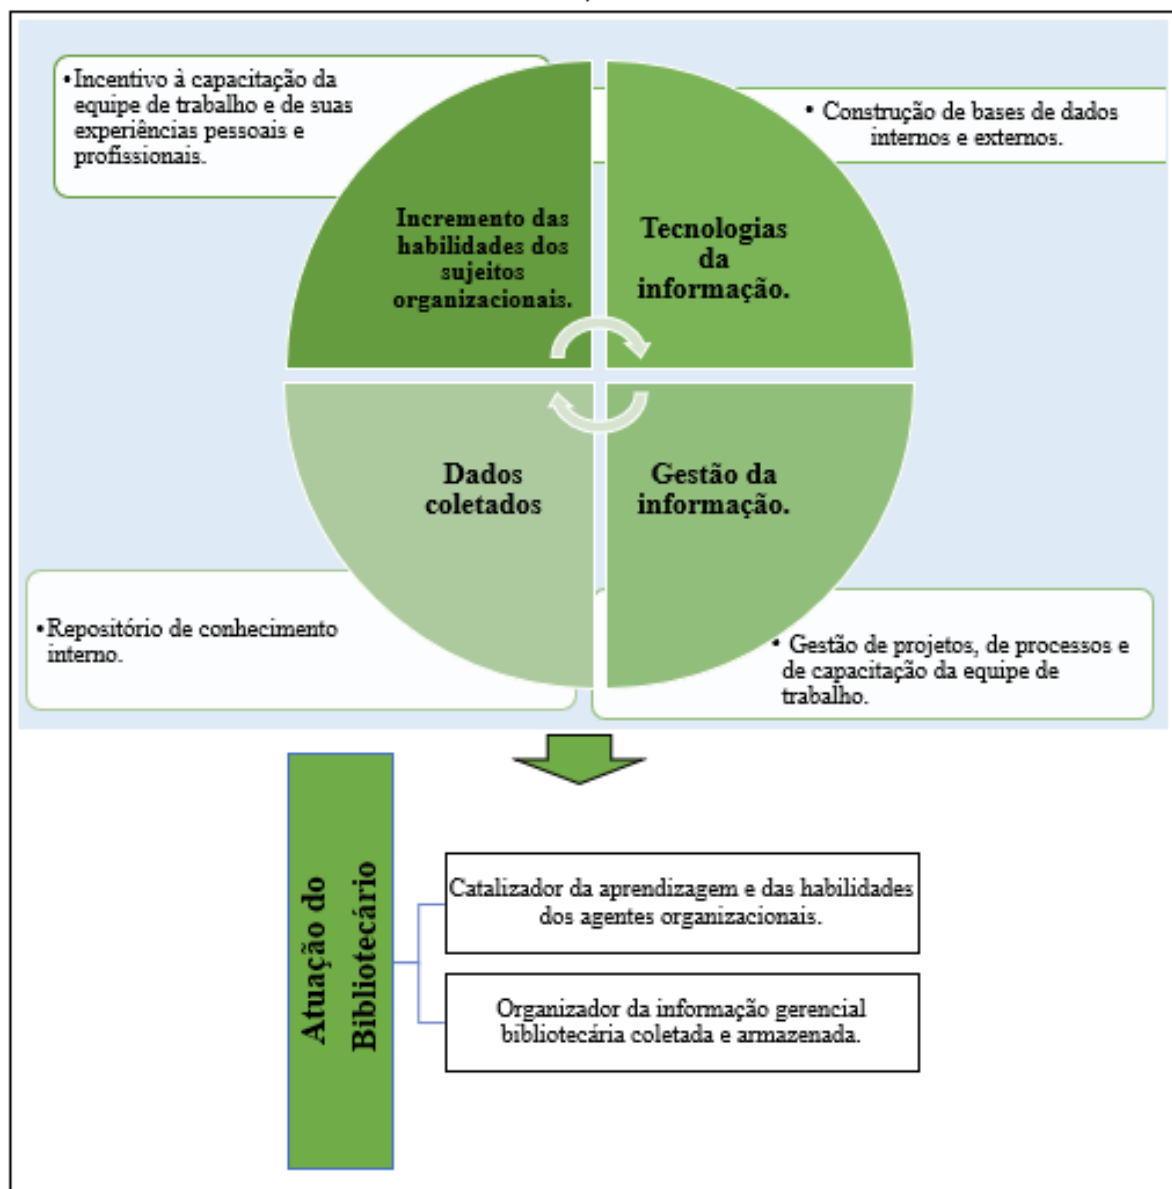 •Incentivo à capacitação da
equipe de trabalho e de suas
experiências pessoais e
profissionais.
• Construção de bases de dados
internos e externos.
Incremento das
habilidades dos
sujeitos
organizacionais.
Tecnologias
da
informação.
Dados
coletados
Gestão da
informação.
•Repositório de conhecimento
interno.
• Gestão de projetos, de processos e
de capacitação da equipe de
trabalho.
Atuação do
Bibliotecário
Catalizador da aprendizagem e das habilidades
dos agentes organizacionais.
Organizador da informação gerencial
bibliotecária coletada e armazenada.